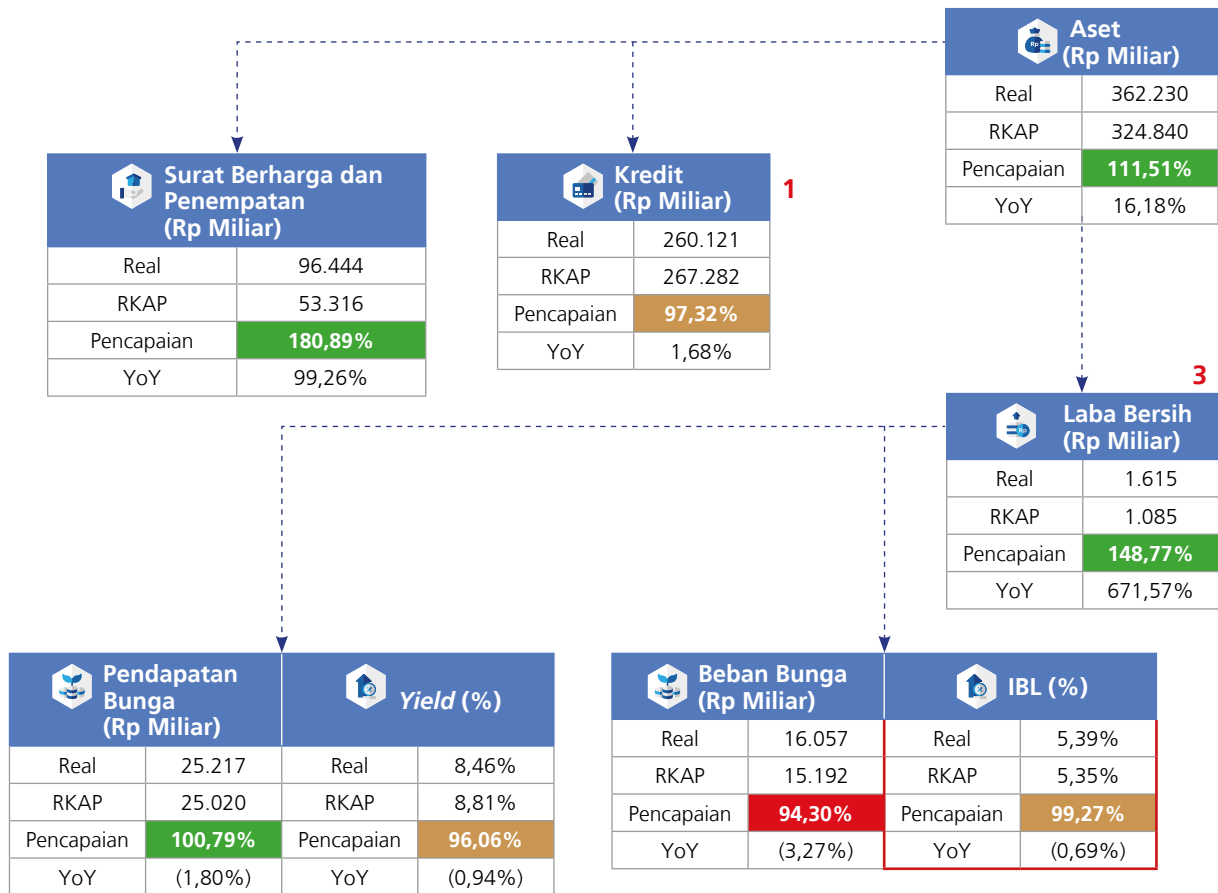 Aset
(Rp Miliar)
Real 362.230
RKAP 324.840
Pencapaian 111,51%
YoY 16,18%
Surat Berharga dan
Penempatan
(Rp Miliar)
Real 96.444
RKAP 53.316
Pencapaian 180,89%
YoY 99,26%
Kredit
(Rp Miliar)
1
Real 260.121
RKAP 267.282
Pencapaian 97,32%
YoY 1,68%
3
Laba Bersih
(Rp Miliar)
Real 1.615
RKAP 1.085
Pencapaian 148,77%
YoY 671,57%
Pendapatan
Bunga
(Rp Miliar)
Real 25.217
RKAP 25.020
Pencapaian 100,79%
YoY (1,80%)
Yield (%)
Real 8,46%
RKAP 8,81%
Pencapaian 96,06%
YoY (0,94%)
Beban Bunga
(Rp Miliar)
Real 16.057
RKAP 15.192
Pencapaian 94,30%
YoY (3,27%)
IBL (%)
Real 5,39%
RKAP 5,35%
Pencapaian 99,27%
YoY (0,69%)